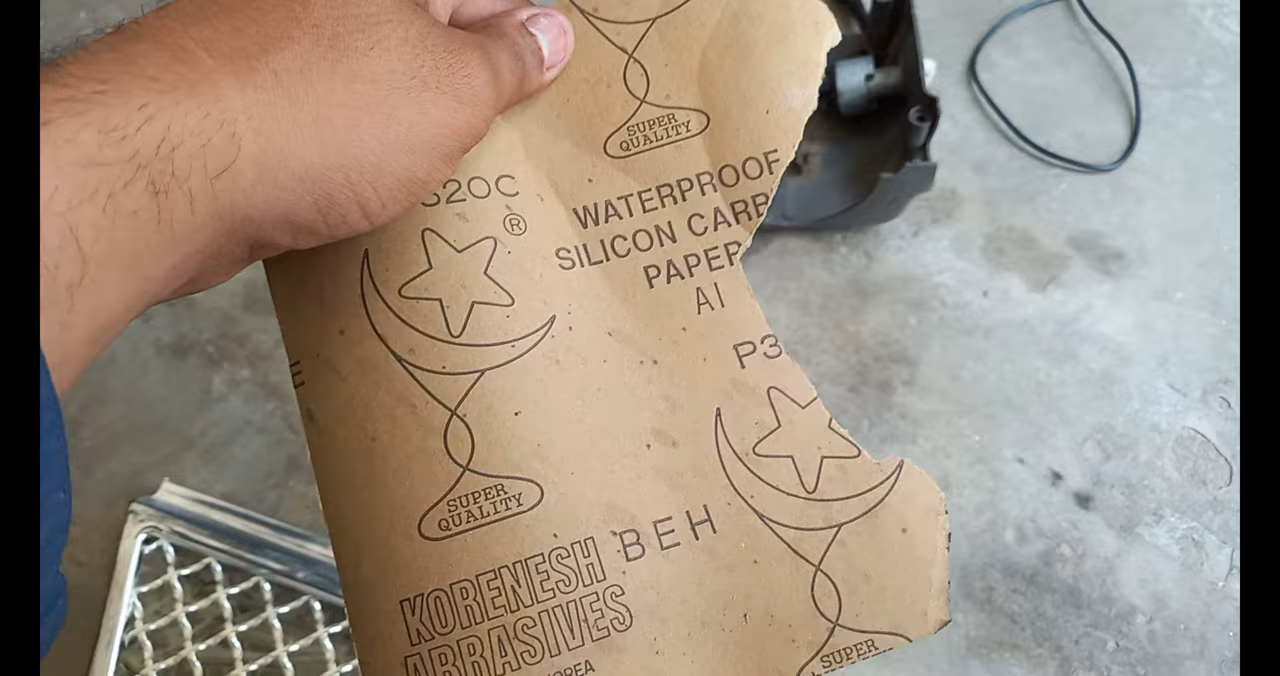 SUPER
QUALITY
320C
®
WATERPROOF
SILICON CARB
PAPER
AI
P3
E
SUPER
QUALITY
BEH
KORENESH
ABRASIVES
SUPER